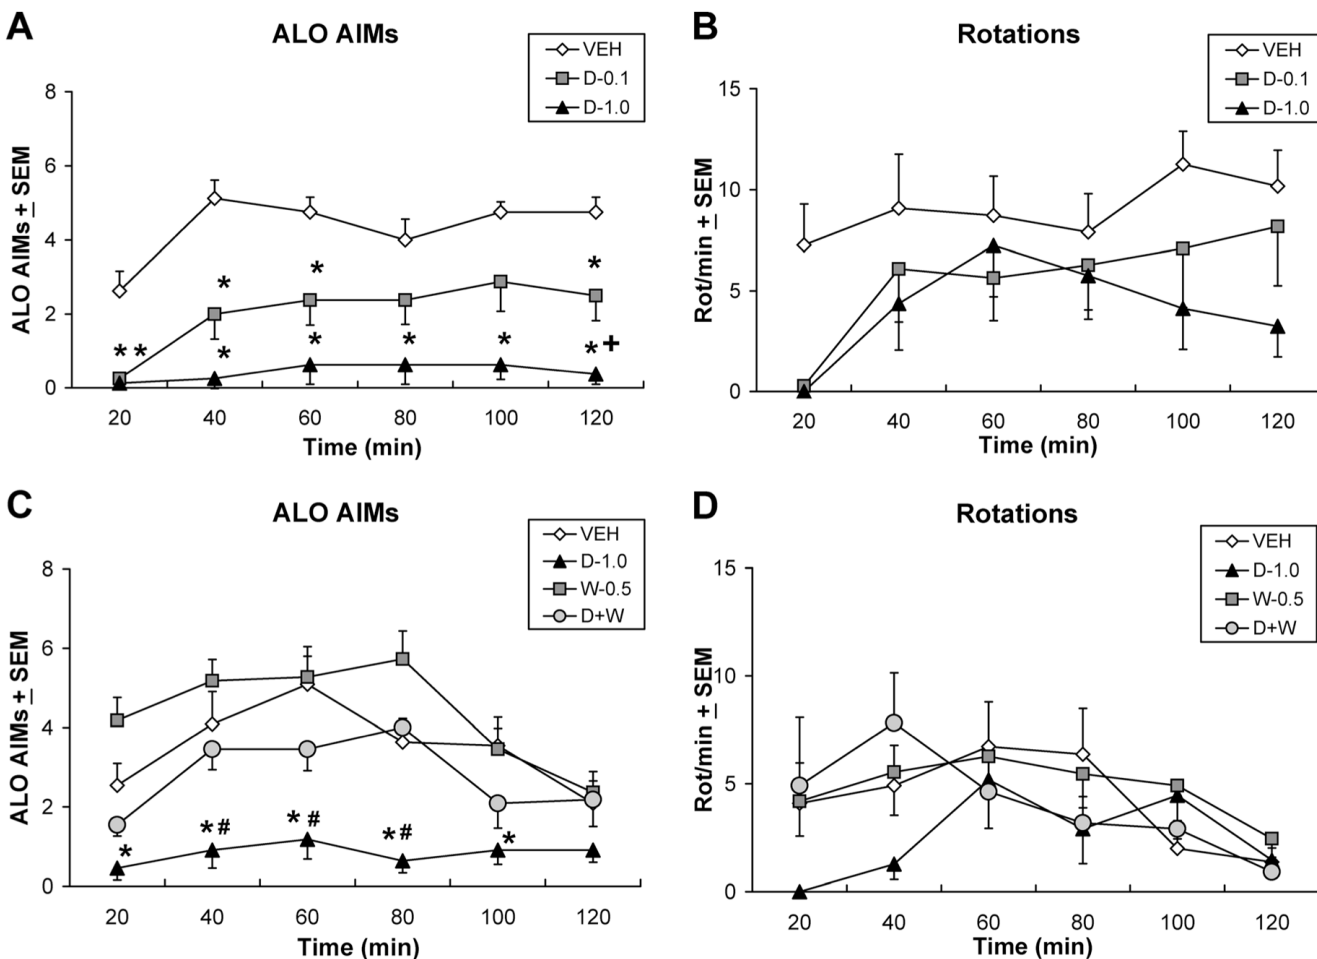 A
ALO AIMs
VEH
D-0.1
D-1.0
ALO AIMs ± SEM
8
6
4
2
0
* * * * * * * * * * +
20 40 60 80 100 120
Time (min)
B
Rotations
VEH
D-0.1
D-1.0
Rot/min ± SEM
15
10
5
0
20 40 60 80 100 120
Time (min)
C
ALO AIMs
VEH
D-1.0
W-0.5
D+W
ALO AIMs ± SEM
8
6
4
2
0
* *# *# *# *
20 40 60 80 100 120
Time (min)
D
Rotations
VEH
D-1.0
W-0.5
D+W
Rot/min ± SEM
15
10
5
0
20 40 60 80 100 120
Time (min)